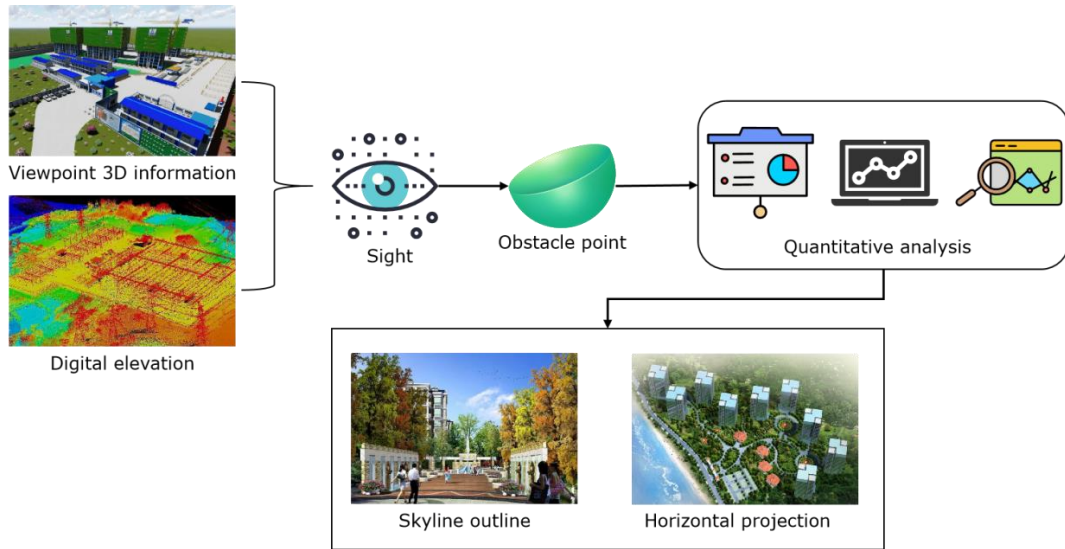 Viewpoint 3D information
Digital elevation
Sight
Obstacle point
Quantitative analysis
Skyline outline
Horizontal projection